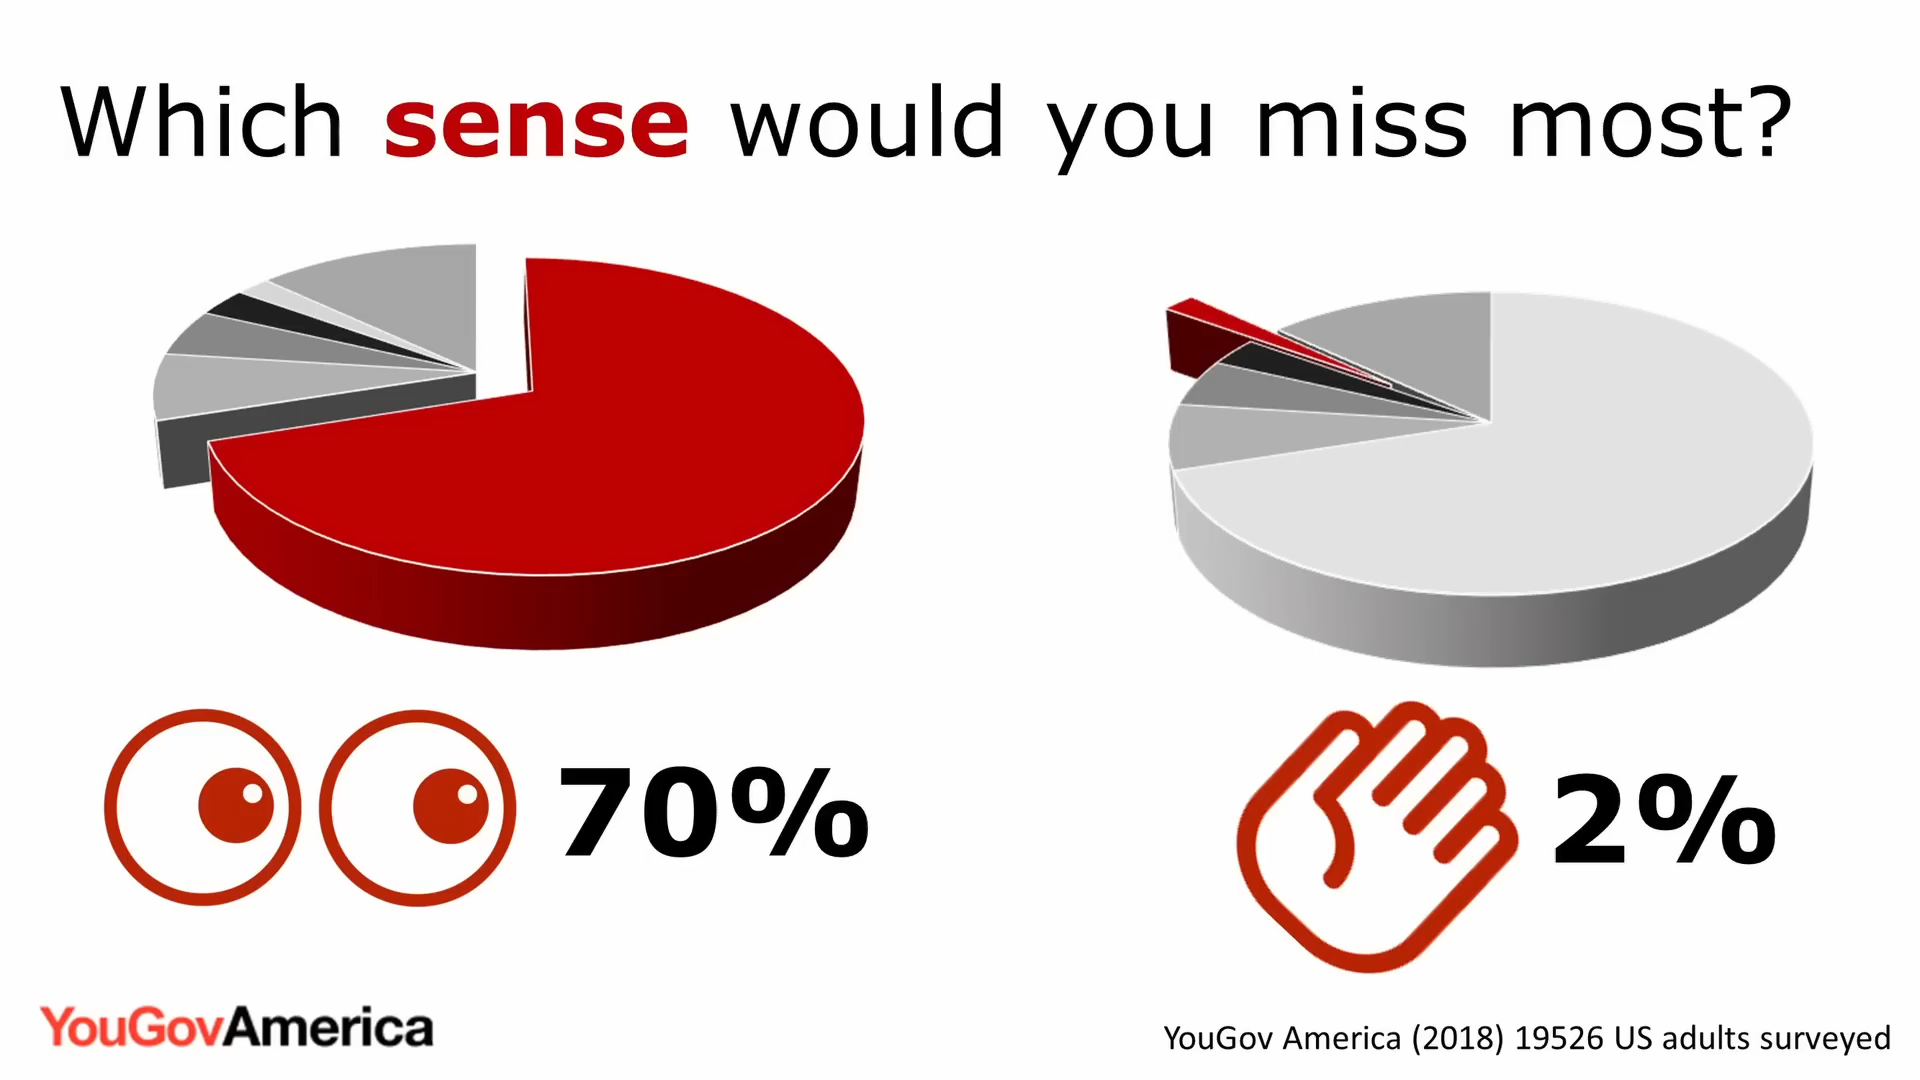 Which sense would you miss most?
70%
2%
YouGovAmerica
YouGov America (2018) 19526 US adults surveyed